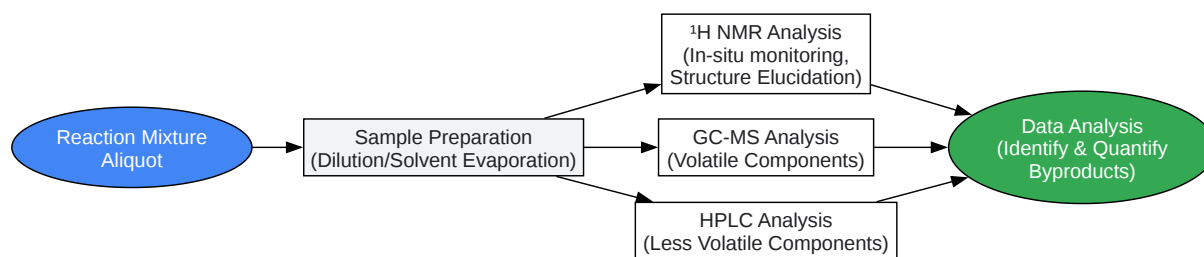 Reaction Mixture
Aliquot
Sample Preparation
(Dilution/Solvent Evaporation)
¹H NMR Analysis
(In-situ monitoring,
Structure Elucidation)
GC-MS Analysis
(Volatile Components)
HPLC Analysis
(Less Volatile Components)
Data Analysis
(Identify & Quantify
Byproducts)